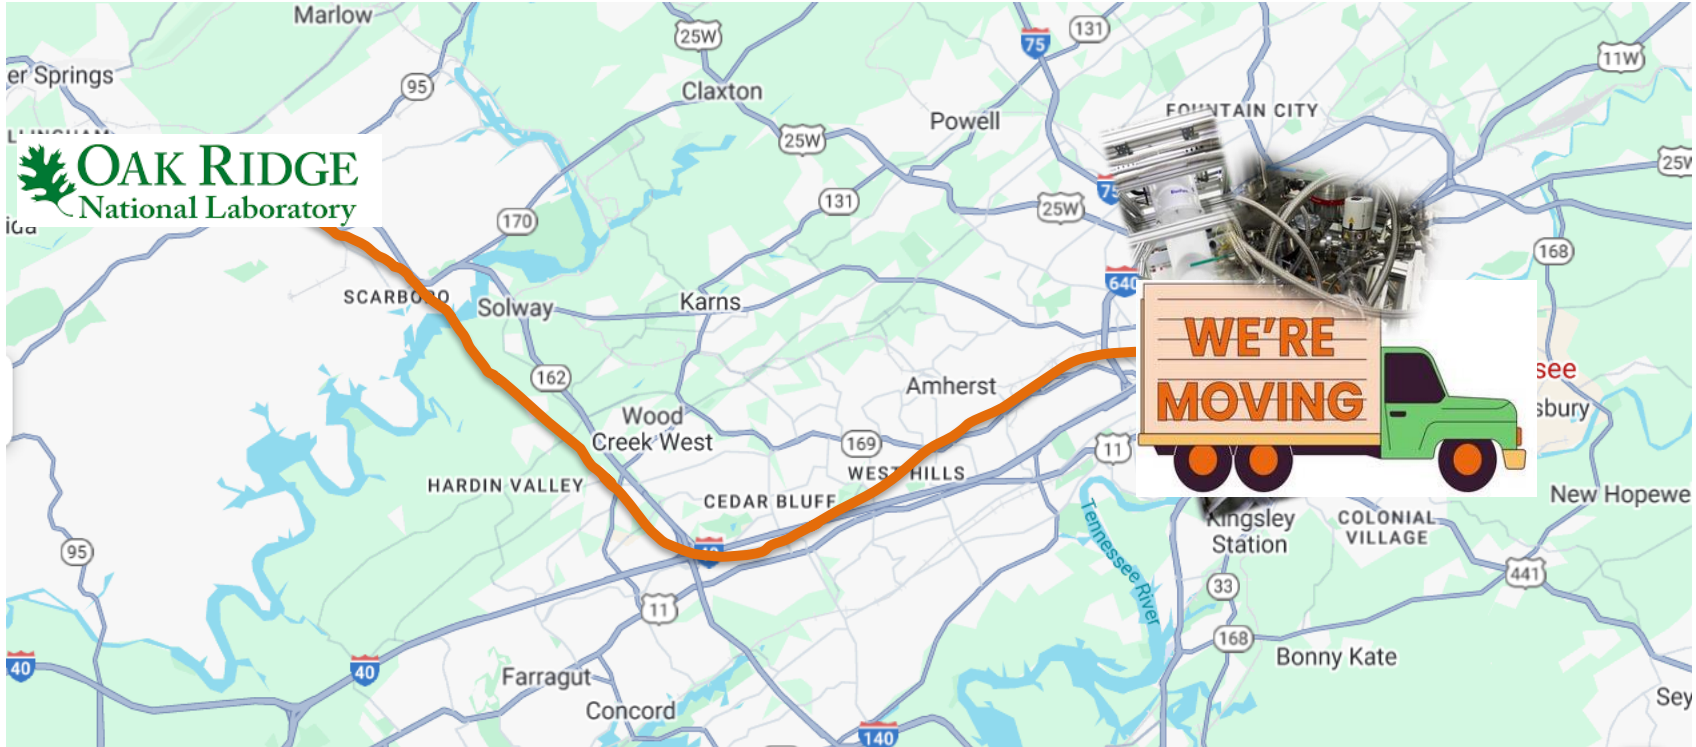 Marlow
25W
75
131
11W
er Springs
95
Claxton
Powell
FOUNTAIN CITY
25W
25W
OAK RIDGE
National Laboratory
75
131
25W
170
168
640
SCARBORO
Solway
Karns
WE'RE
MOVING
see
162
Amherst
sbury
Wood
Creek West
169
11
WEST HILLS
HARDIN VALLEY
CEDAR BLUFF
New Hopewe
Tennessee River
Kingsley
Station
COLONIAL
VILLAGE
95
441
33
11
168
40
40
Bonny Kate
Farragut
Sey
Concord
140